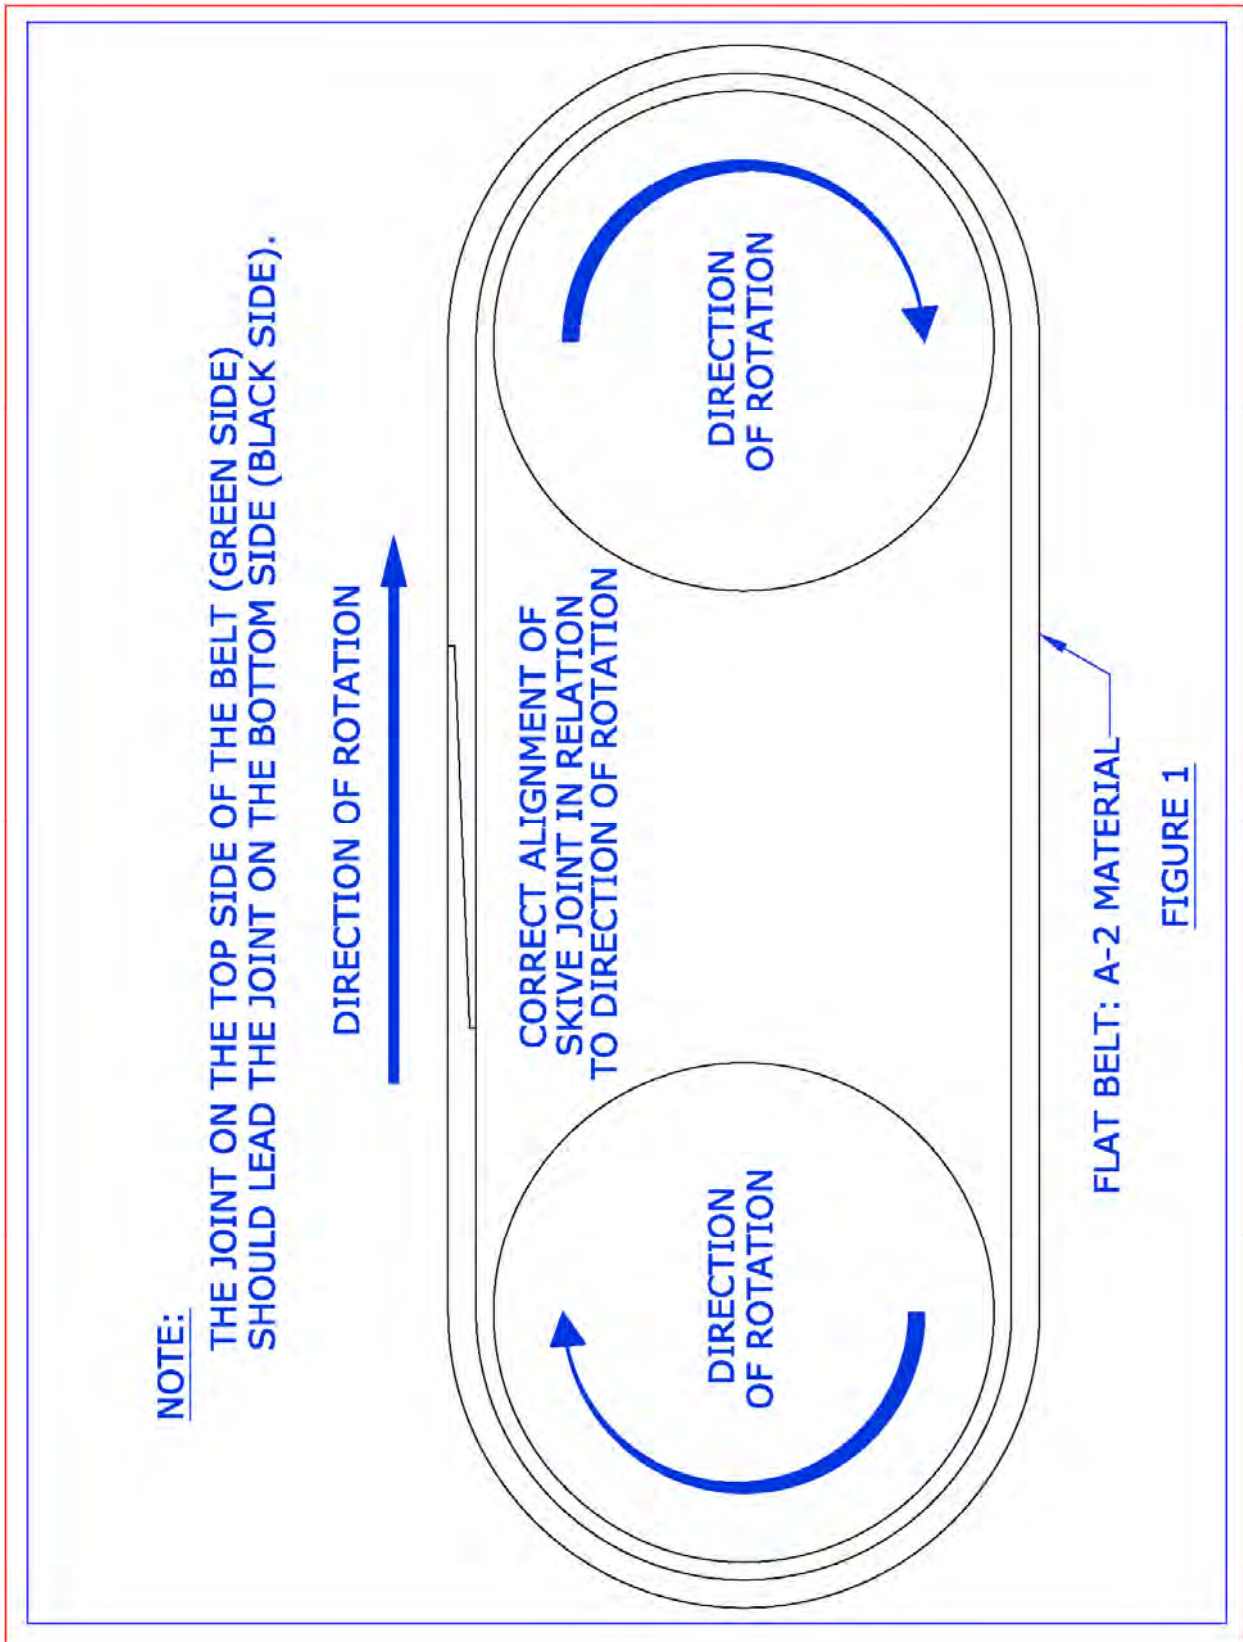 NOTE:
THE JOINT ON THE TOP SIDE OF THE BELT (GREEN SIDE)
SHOULD LEAD THE JOINT ON THE BOTTOM SIDE (BLACK SIDE).
DIRECTION OF ROTATION
CORRECT ALIGNMENT OF
SKIVE JOINT IN RELATION
TO DIRECTION OF ROTATION
DIRECTION
OF ROTATION
DIRECTION
OF ROTATION
FLAT BELT: A-2 MATERIAL
FIGURE 1